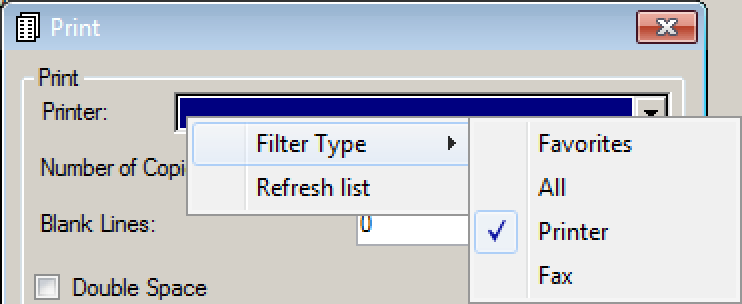 Print
Print
Printer:
Filter Type
Favorites
Number of Copi
Refresh list
All
Blank Lines:
0
Printer
Double Space
Fax